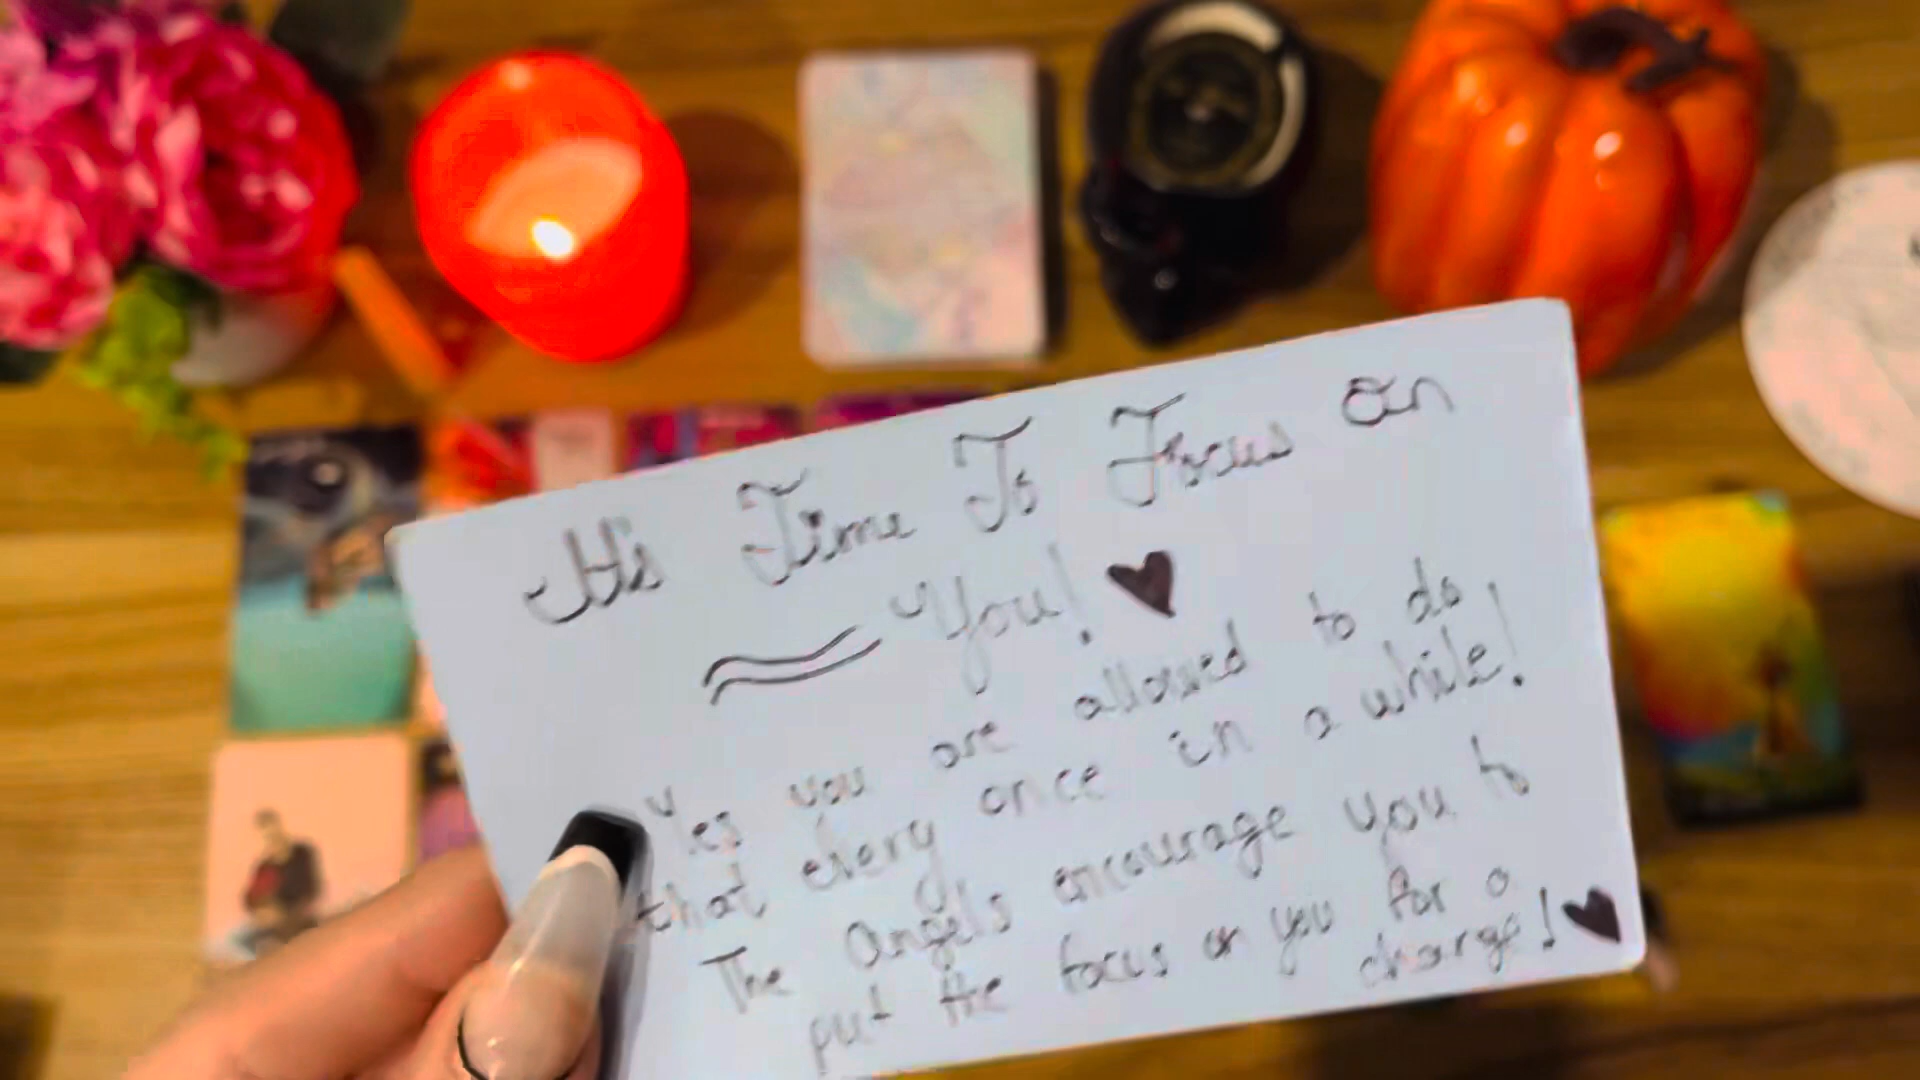 It's Time To Focus On
You!
Yes you are allowed to do
that every once in a while!
The Angels encourage you to
put the focus on you for a
change!